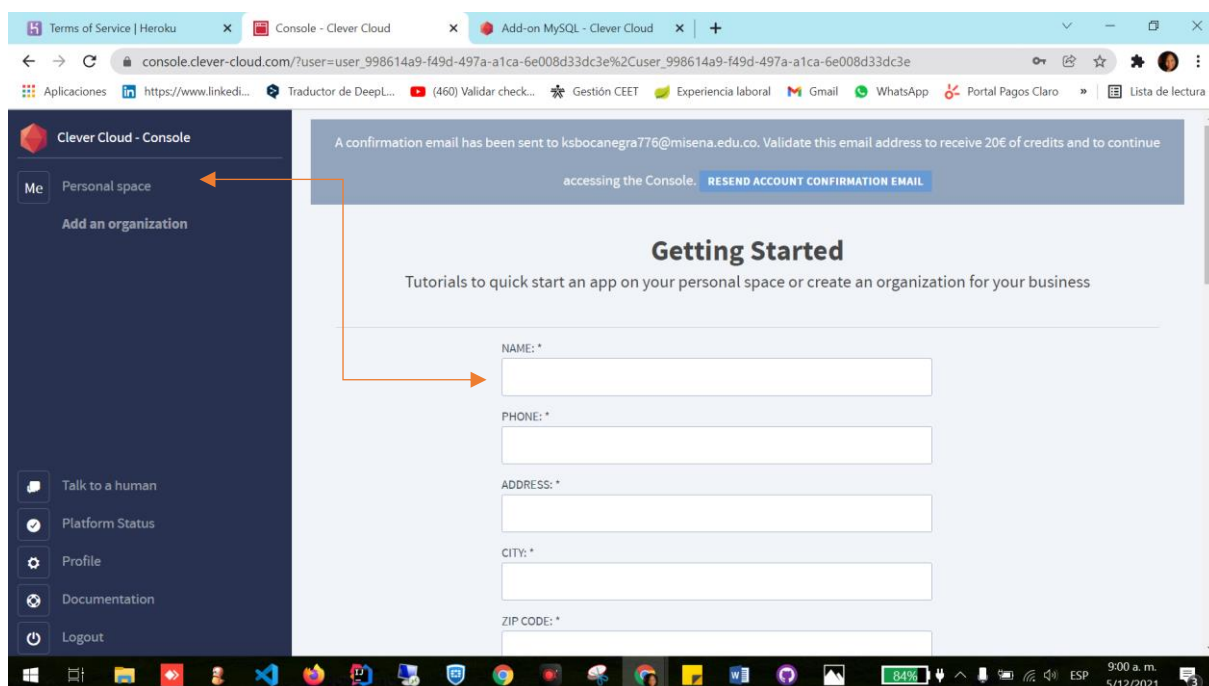 Terms of Service | Heroku
Console - Clever Cloud
Add-on MySQL - Clever Cloud
console.clever-cloud.com/?user=user_998614a9-f49d-497a-a1ca-6e008d33dc3e%2Cuser_998614a9-f49d-497a-a1ca-6e008d33dc3e
Aplicaciones https://www.linkedi... Traductor de DeepL... (460) Validar check... Gestión CEET Experiencia laboral Gmail WhatsApp Portal Pagos Claro » Lista de lectura
Clever Cloud - Console
Me Personal space
Add an organization
Talk to a human
Platform Status
Profile
Documentation
Logout
A confirmation email has been sent to ksbocanegra776@misena.edu.co. Validate this email address to receive 20€ of credits and to continue
accessing the Console. RESEND ACCOUNT CONFIRMATION EMAIL
Getting Started
Tutorials to quick start an app on your personal space or create an organization for your business
NAME: *
PHONE: *
ADDRESS: *
CITY: *
ZIP CODE: *
84% ESP 9:00 a. m.
5/12/2021